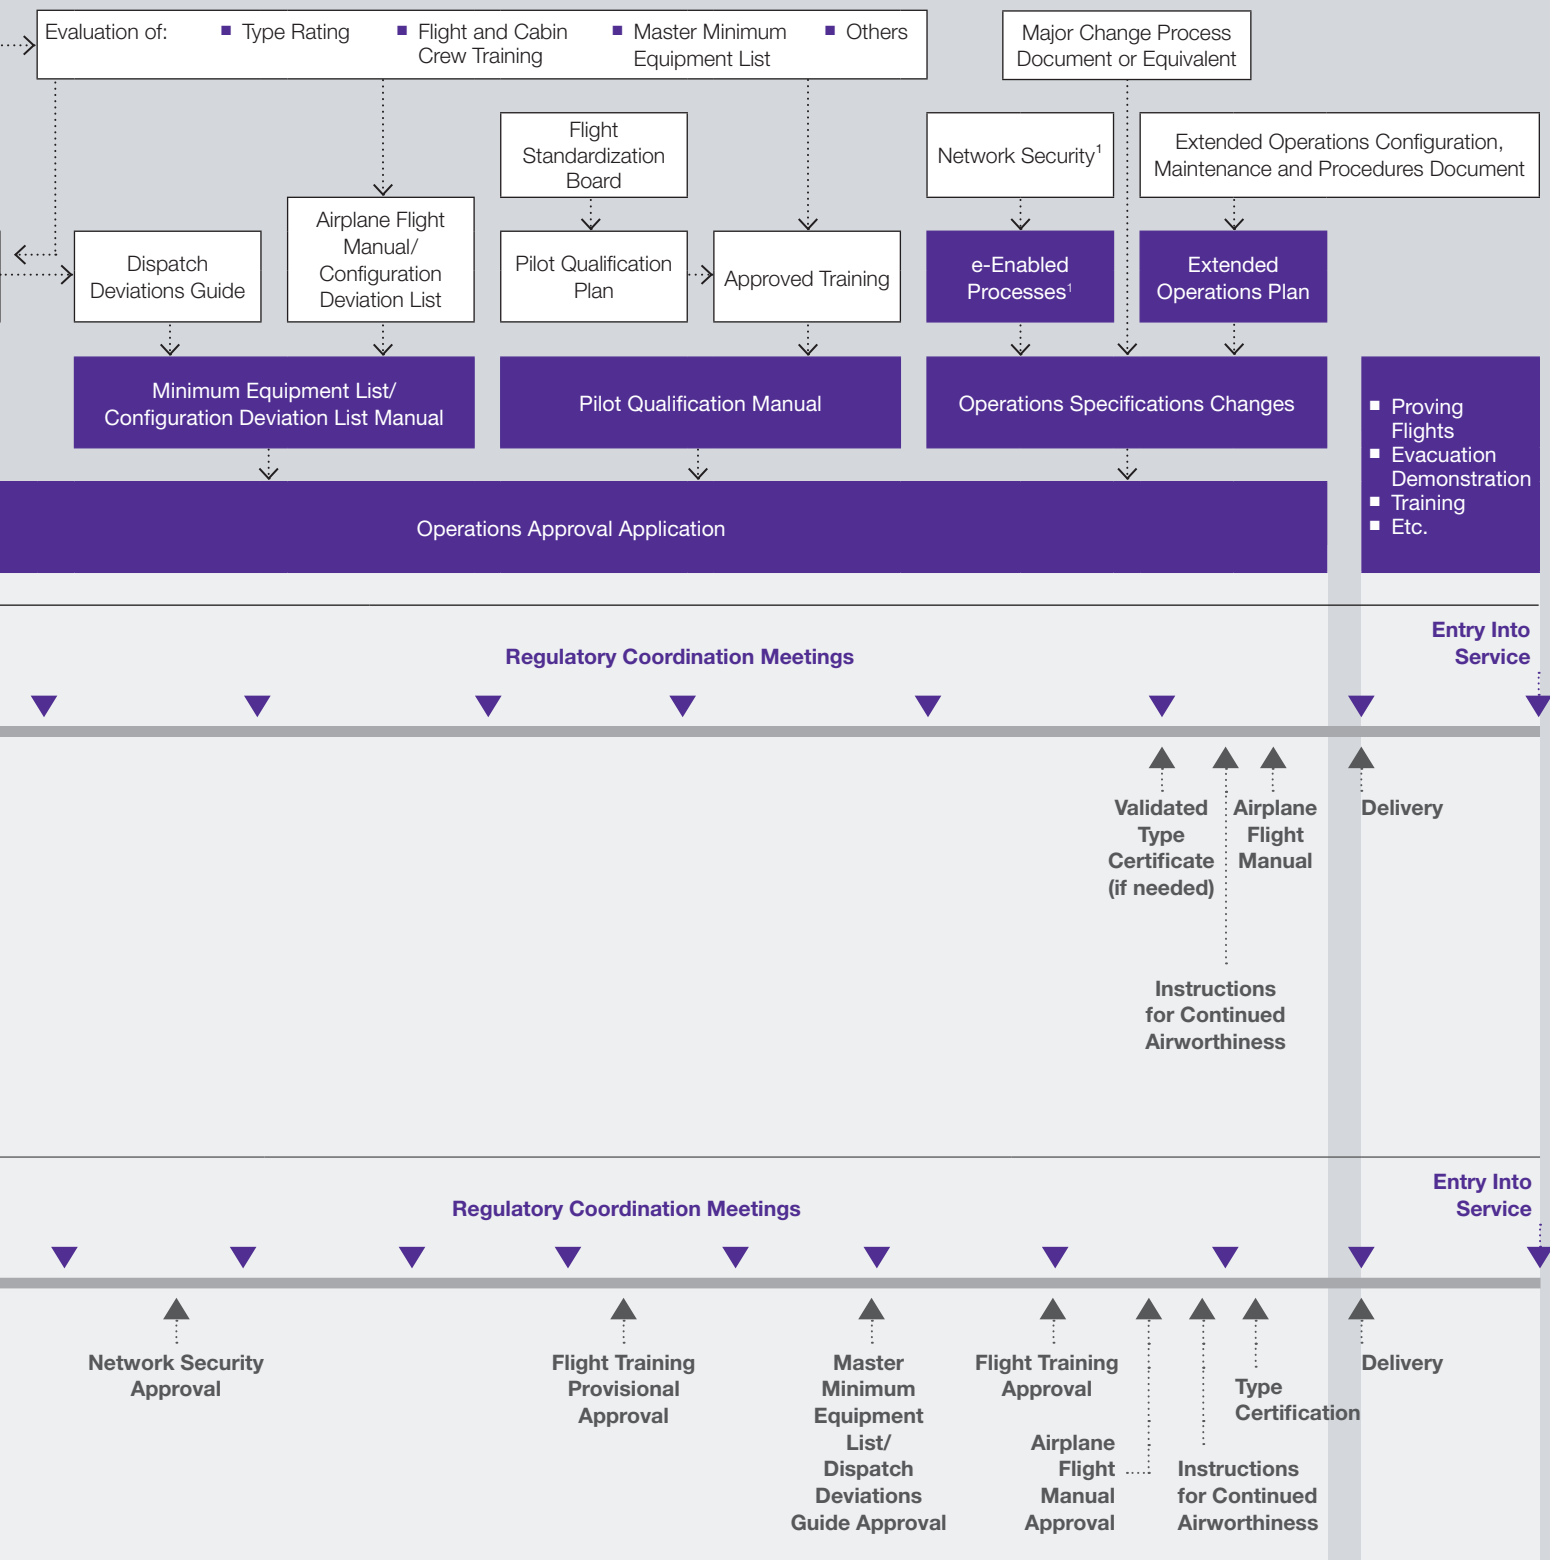 Evaluation of:
■ Type Rating
■ Flight and Cabin
Crew Training
■ Master Minimum
Equipment List
■ Others
Major Change Process
Document or Equivalent
Flight
Standardization
Board
Network Security¹
Extended Operations Configuration,
Maintenance and Procedures Document
Dispatch
Deviations Guide
Airplane Flight
Manual/
Configuration
Deviation List
Pilot Qualification
Plan
Approved Training
e-Enabled
Processes¹
Extended
Operations Plan
Minimum Equipment List/
Configuration Deviation List Manual
Pilot Qualification Manual
Operations Specifications Changes
■ Proving
Flights
■ Evacuation
Demonstration
■ Training
■ Etc.
Operations Approval Application
Regulatory Coordination Meetings
Entry Into
Service
Validated
Type
Certificate
(if needed)
Airplane
Flight
Manual
Delivery
Instructions
for Continued
Airworthiness
Regulatory Coordination Meetings
Entry Into
Service
Network Security
Approval
Flight Training
Provisional
Approval
Master
Minimum
Equipment
List/
Dispatch
Deviations
Guide Approval
Flight Training
Approval
Airplane
Flight
Manual
Approval
Instructions
for Continued
Airworthiness
Type
Certification
Delivery